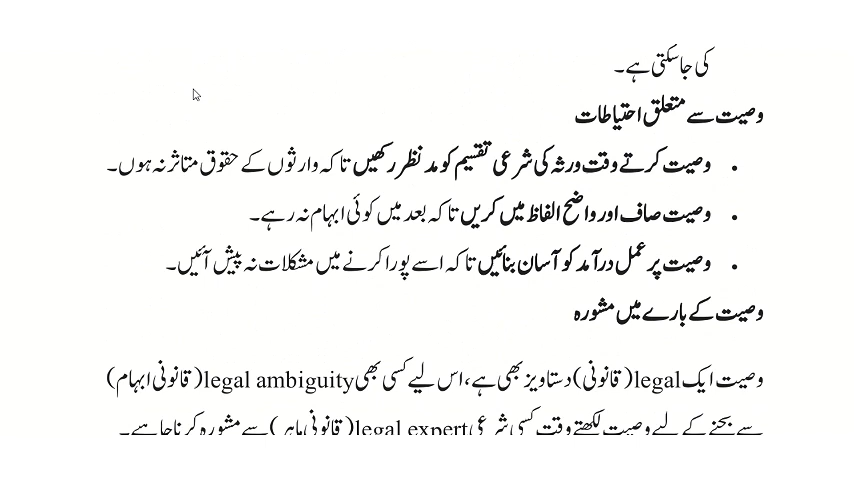 کی جا سکتی ہے۔
وصیت سے متعلق احتیاطات
• وصیت کرتے وقت ورثہ کی شرعی تقسیم کو مدنظر رکھیں تاکہ وارثوں کے حقوق متاثر نہ ہوں۔
• وصیت صاف اور واضح الفاظ میں کریں تاکہ بعد میں کوئی ابہام نہ رہے۔
• وصیت پر عمل درآمد کو آسان بنائیں تاکہ اسے پورا کرنے میں مشکلات نہ پیش آئیں۔
وصیت کے بارے میں مشورہ
وصیت ایک legal (قانونی) دستاویز بھی ہے، اس لیے کسی بھی legal ambiguity (قانونی ابہام)
سے بچنے کے لیے وصیت لکھتے وقت کسی شرعی legal expert (قانونی ماہر) سے مشورہ کرنا چاہیے۔